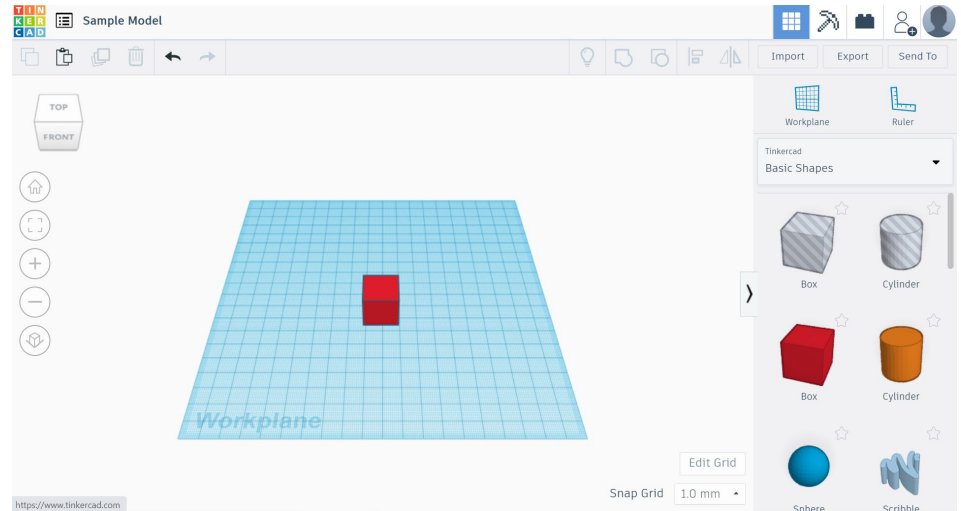 TIN
KER
CAD
Sample Model
Import
Export
Send To
TOP
FRONT
Workplane
Ruler
Tinkercad
Basic Shapes
Box
Cylinder
Box
Cylinder
Workplane
Edit Grid
Snap Grid
1.0 mm
Sphere
Scribble
https://www.tinkercad.com